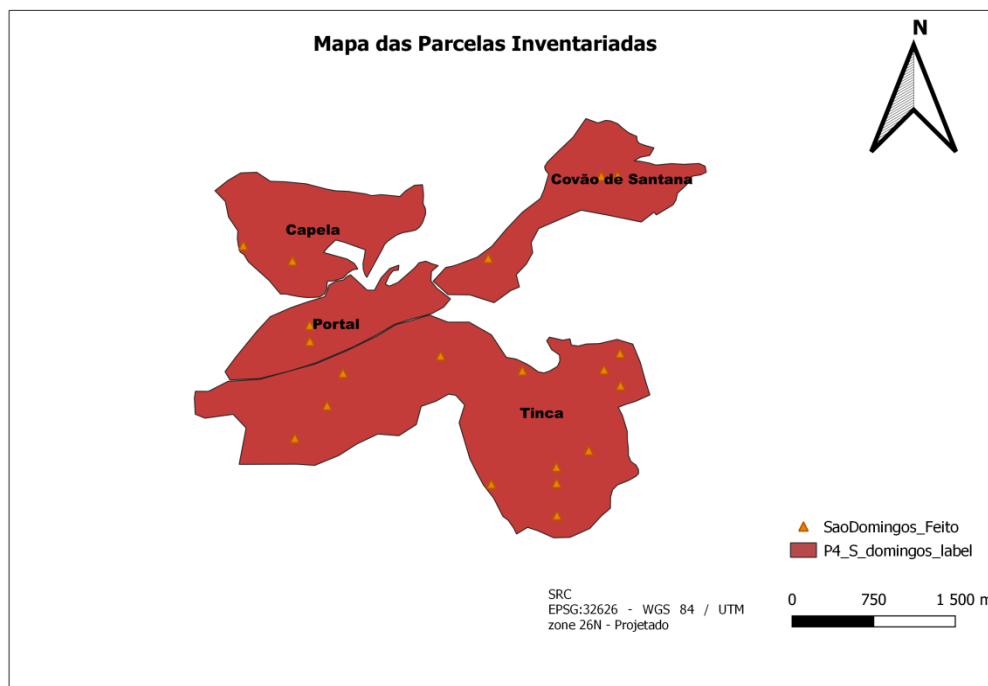 Mapa das Parcelas Inventariadas
N
Covão de Santana
Capela
Portal
Tinca
SaoDomingos_Feito
P4_S_domingos_label
SRC
EPSG:32626 - WGS 84 / UTM
zone 26N - Projetado
0 750 1 500 m